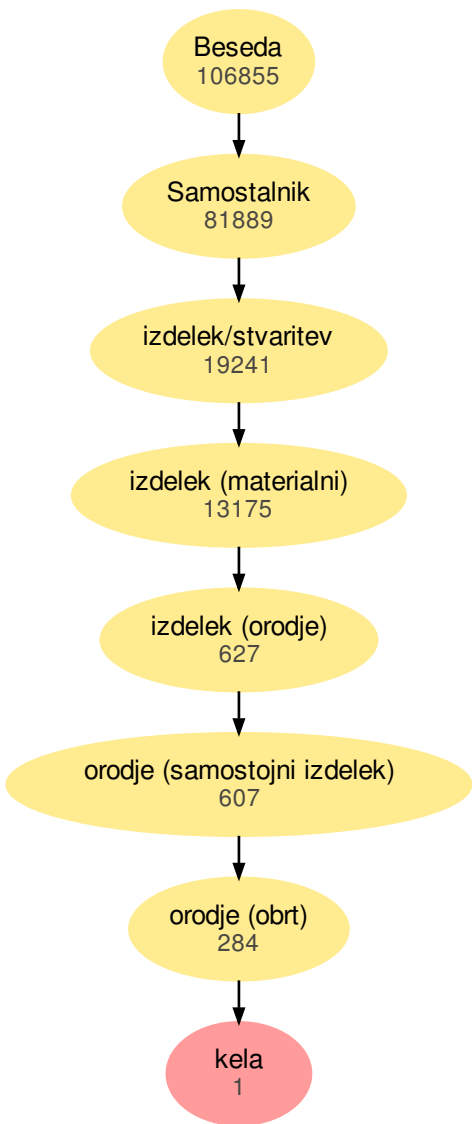 Beseda
106855
Samostalnik
81889
izdelek/stvaritev
19241
izdelek (materialni)
13175
izdelek (orodje)
627
orodje (samostojni izdelek)
607
orodje (obrt)
284
kela
1